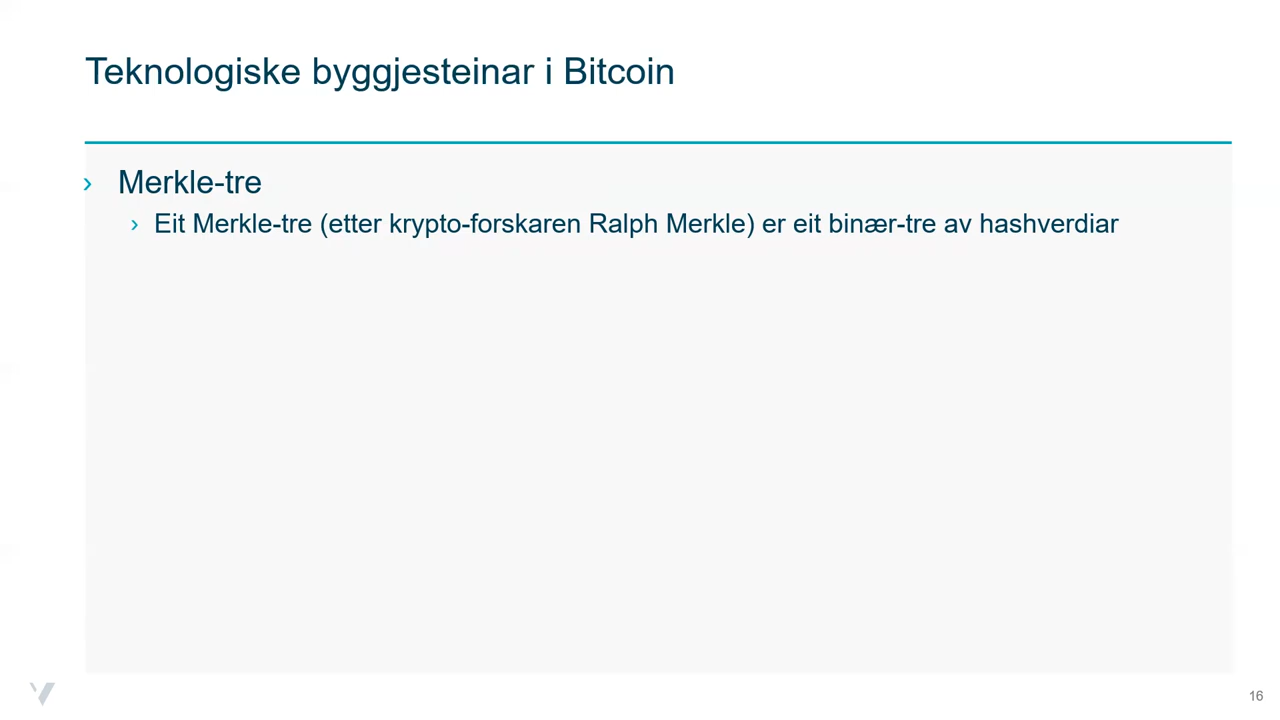 Teknologiske byggjesteinar i Bitcoin
› Merkle-tre
› Eit Merkle-tre (etter krypto-forskaren Ralph Merkle) er eit binær-tre av hashverdiar
16